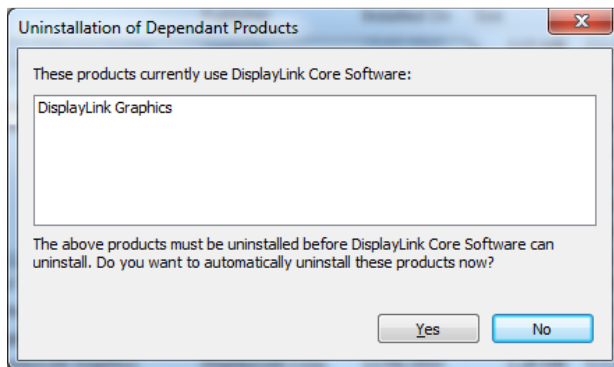 Uninstallation of Dependant Products
These products currently use DisplayLink Core Software:
DisplayLink Graphics
The above products must be uninstalled before DisplayLink Core Software can
uninstall. Do you want to automatically uninstall these products now?
Yes No